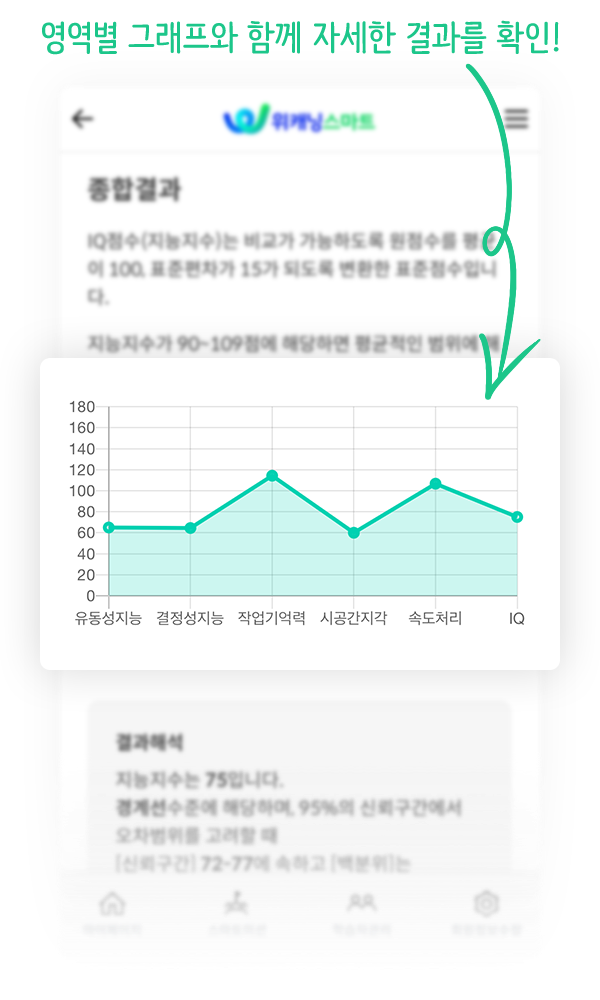 영역별 그래프와 함께 자세한 결과를 확인!
위캐닝스마트
종합결과
IQ점수(지능지수)는 비교가 가능하도록 원점수를 평균
이 100, 표준편차가 15가 되도록 변환한 표준점수입니
다.
지능지수가 90~109점에 해당하면 평균적인 범위에 해
180
160
140
120
100
80
60
40
20
0
유동성지능 결정성지능 작업기억력 시공간지각 속도처리 IQ
결과해석
지능지수는 75입니다.
경계선수준에 해당하며, 95%의 신뢰구간에서
오차범위를 고려할 때
[신뢰구간] 72-77에 속하고 [백분위]는